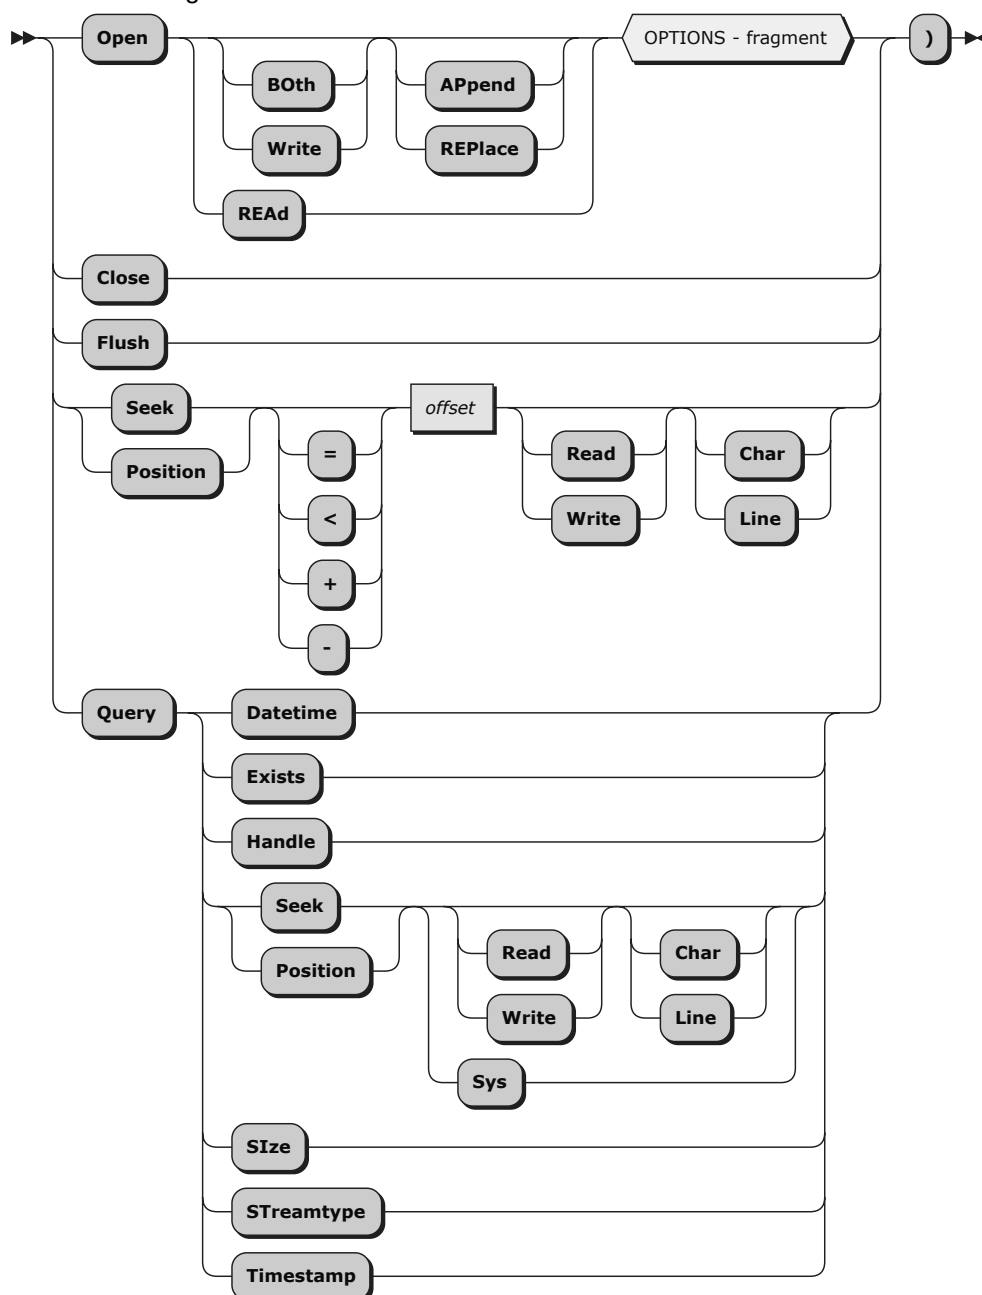 Open OPTIONS - fragment )
BOth APpend
Write REPlace
REAd
Close
Flush
Seek offset
Position
= Read Char
< Write Line
+
-
Query Datetime
Exists
Handle
Seek
Position Read Char
Write Line
Sys
SIze
STreamtype
Timestamp